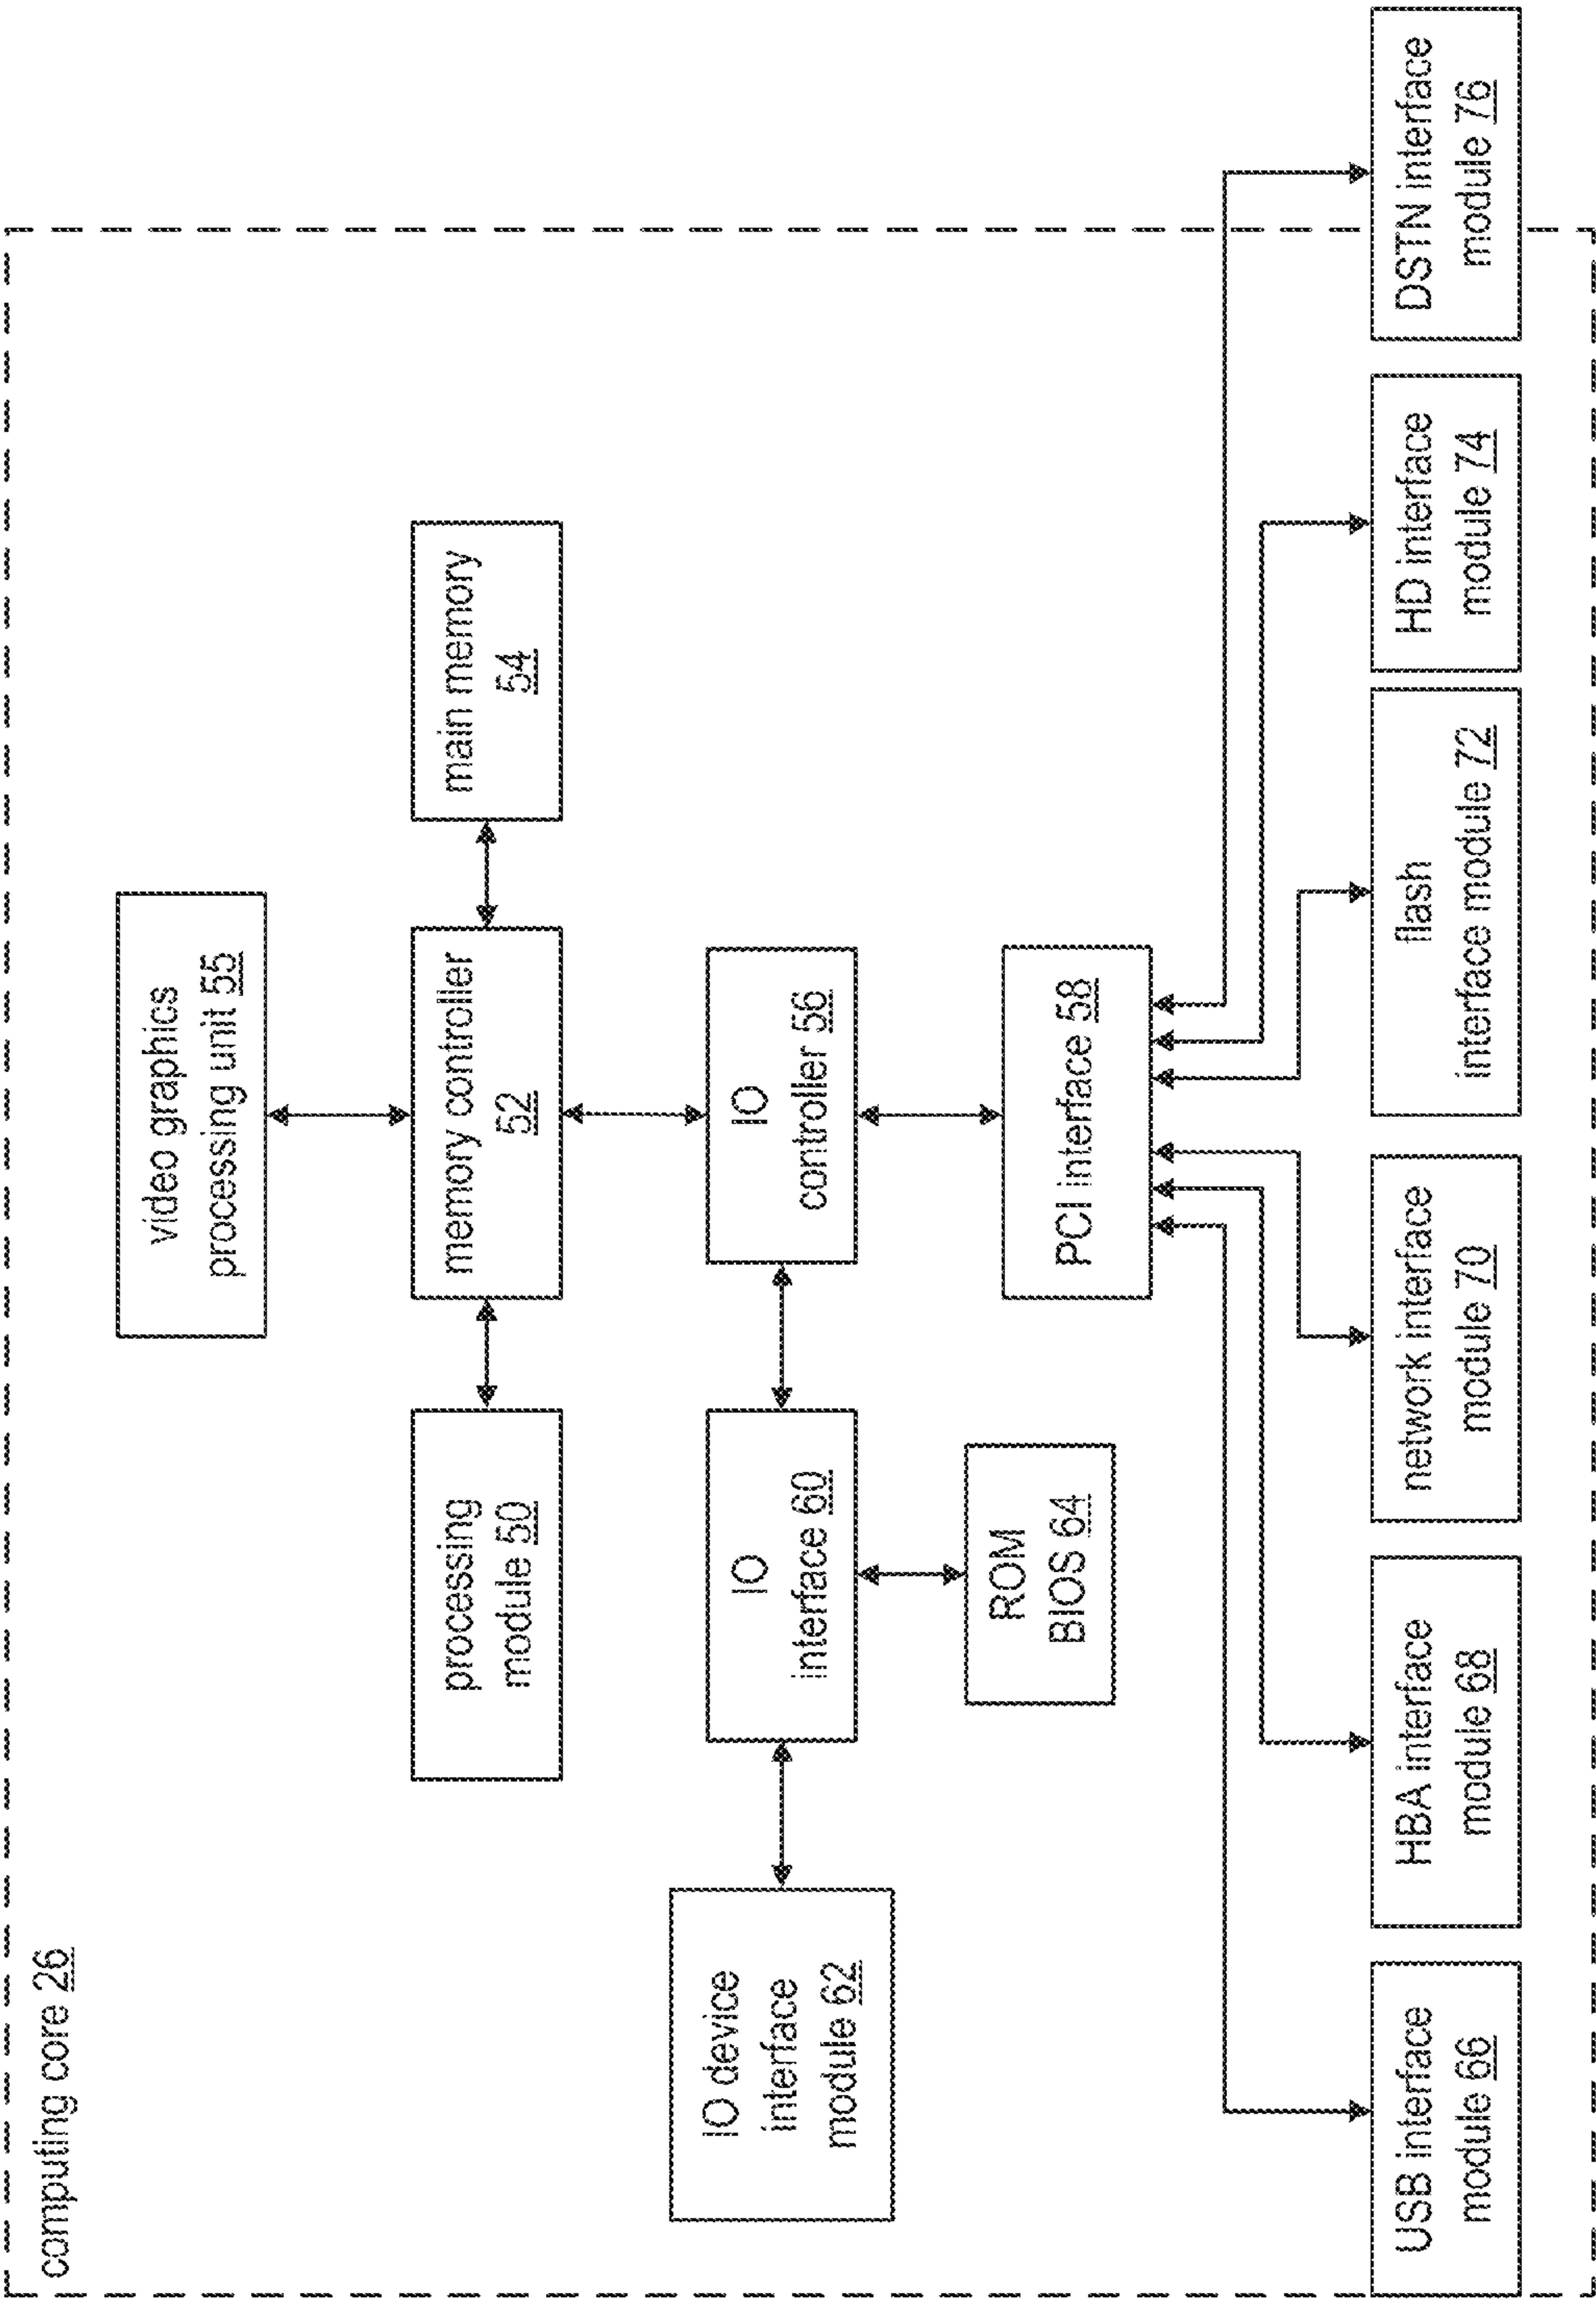 computing core 26
video graphics
processing unit 55
processing
module 50
memory controller
52
main memory
54
IO device
interface
module 62
IO
interface 60
IO
controller 56
ROM
BIOS 64
PCI interface 58
USB interface
module 66
HBA interface
module 68
network interface
module 70
flash
interface module 72
HD interface
module 74
DSTN interface
module 76